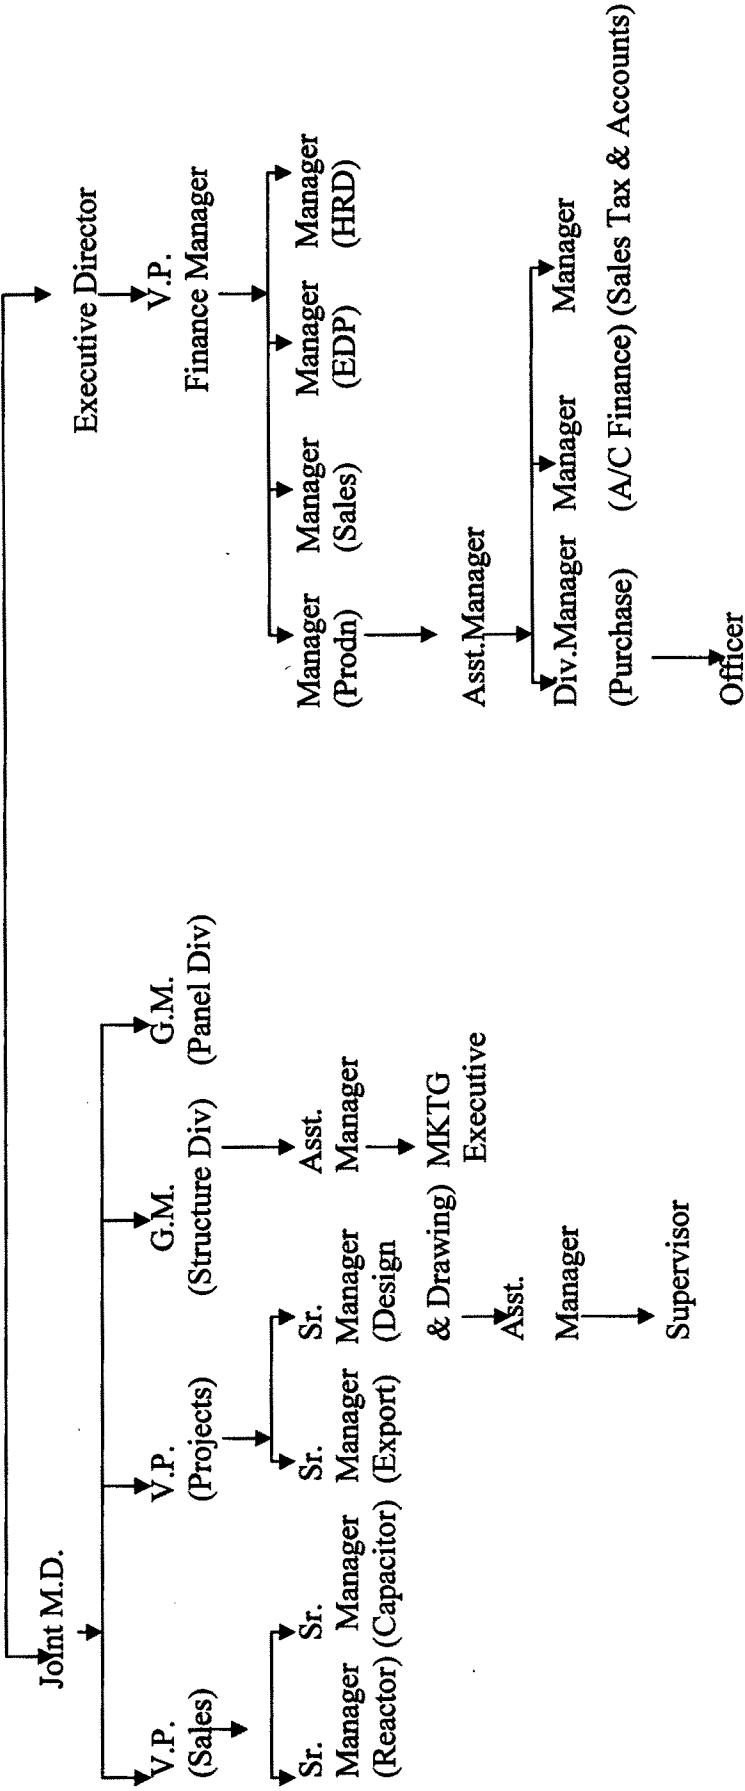 Joint M.D.
Executive Director
V.P.
(Sales)
V.P.
(Projects)
G.M.
(Structure Div)
G.M.
(Panel Div)
V.P.
Finance Manager
Sr.
Manager
(Reactor)
Sr.
Manager
(Capacitor)
Sr.
Manager
(Export)
Sr.
Manager
(Design
& Drawing)
Asst.
Manager
Supervisor
Asst.
Manager
MKTG
Executive
Manager
(Prodn)
Manager
(Sales)
Manager
(EDP)
Manager
(HRD)
Asst.Manager
Div.Manager
(Purchase)
Manager
(A/C Finance)
Manager
(Sales Tax & Accounts)
Officer